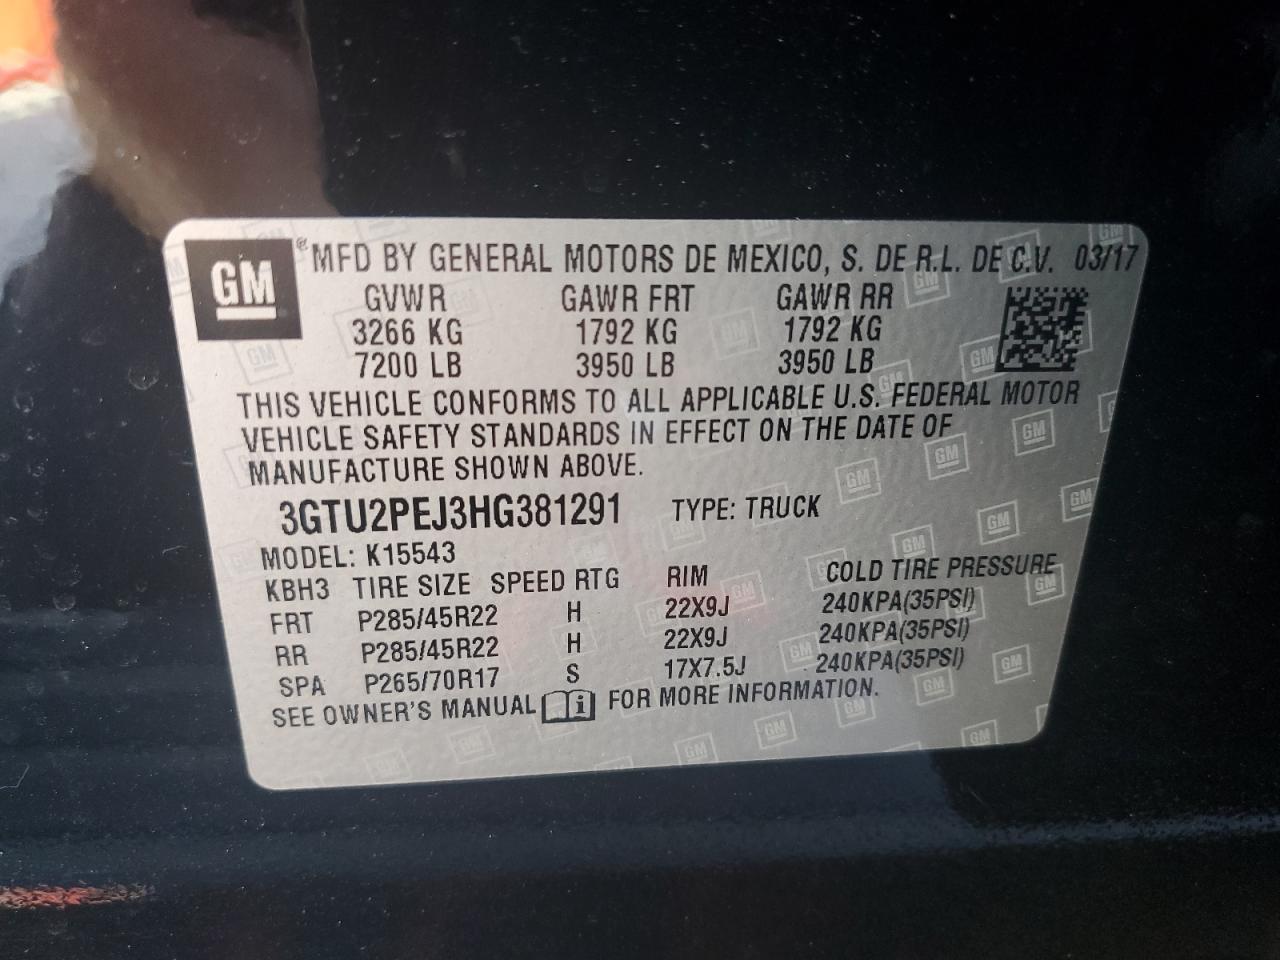 GM
® MFD BY GENERAL MOTORS DE MEXICO, S. DE R.L. DE C.V. 03/17
GVWR GAWR FRT GAWR RR
3266 KG 1792 KG 1792 KG
7200 LB 3950 LB 3950 LB
THIS VEHICLE CONFORMS TO ALL APPLICABLE U.S. FEDERAL MOTOR
VEHICLE SAFETY STANDARDS IN EFFECT ON THE DATE OF
MANUFACTURE SHOWN ABOVE.
3GTU2PEJ3HG381291 TYPE: TRUCK
MODEL: K15543
KBH3 TIRE SIZE SPEED RTG RIM COLD TIRE PRESSURE
FRT P285/45R22 H 22X9J 240KPA(35PSI)
RR P285/45R22 H 22X9J 240KPA(35PSI)
SPA P265/70R17 S 17X7.5J 240KPA(35PSI)
SEE OWNER'S MANUAL i FOR MORE INFORMATION.